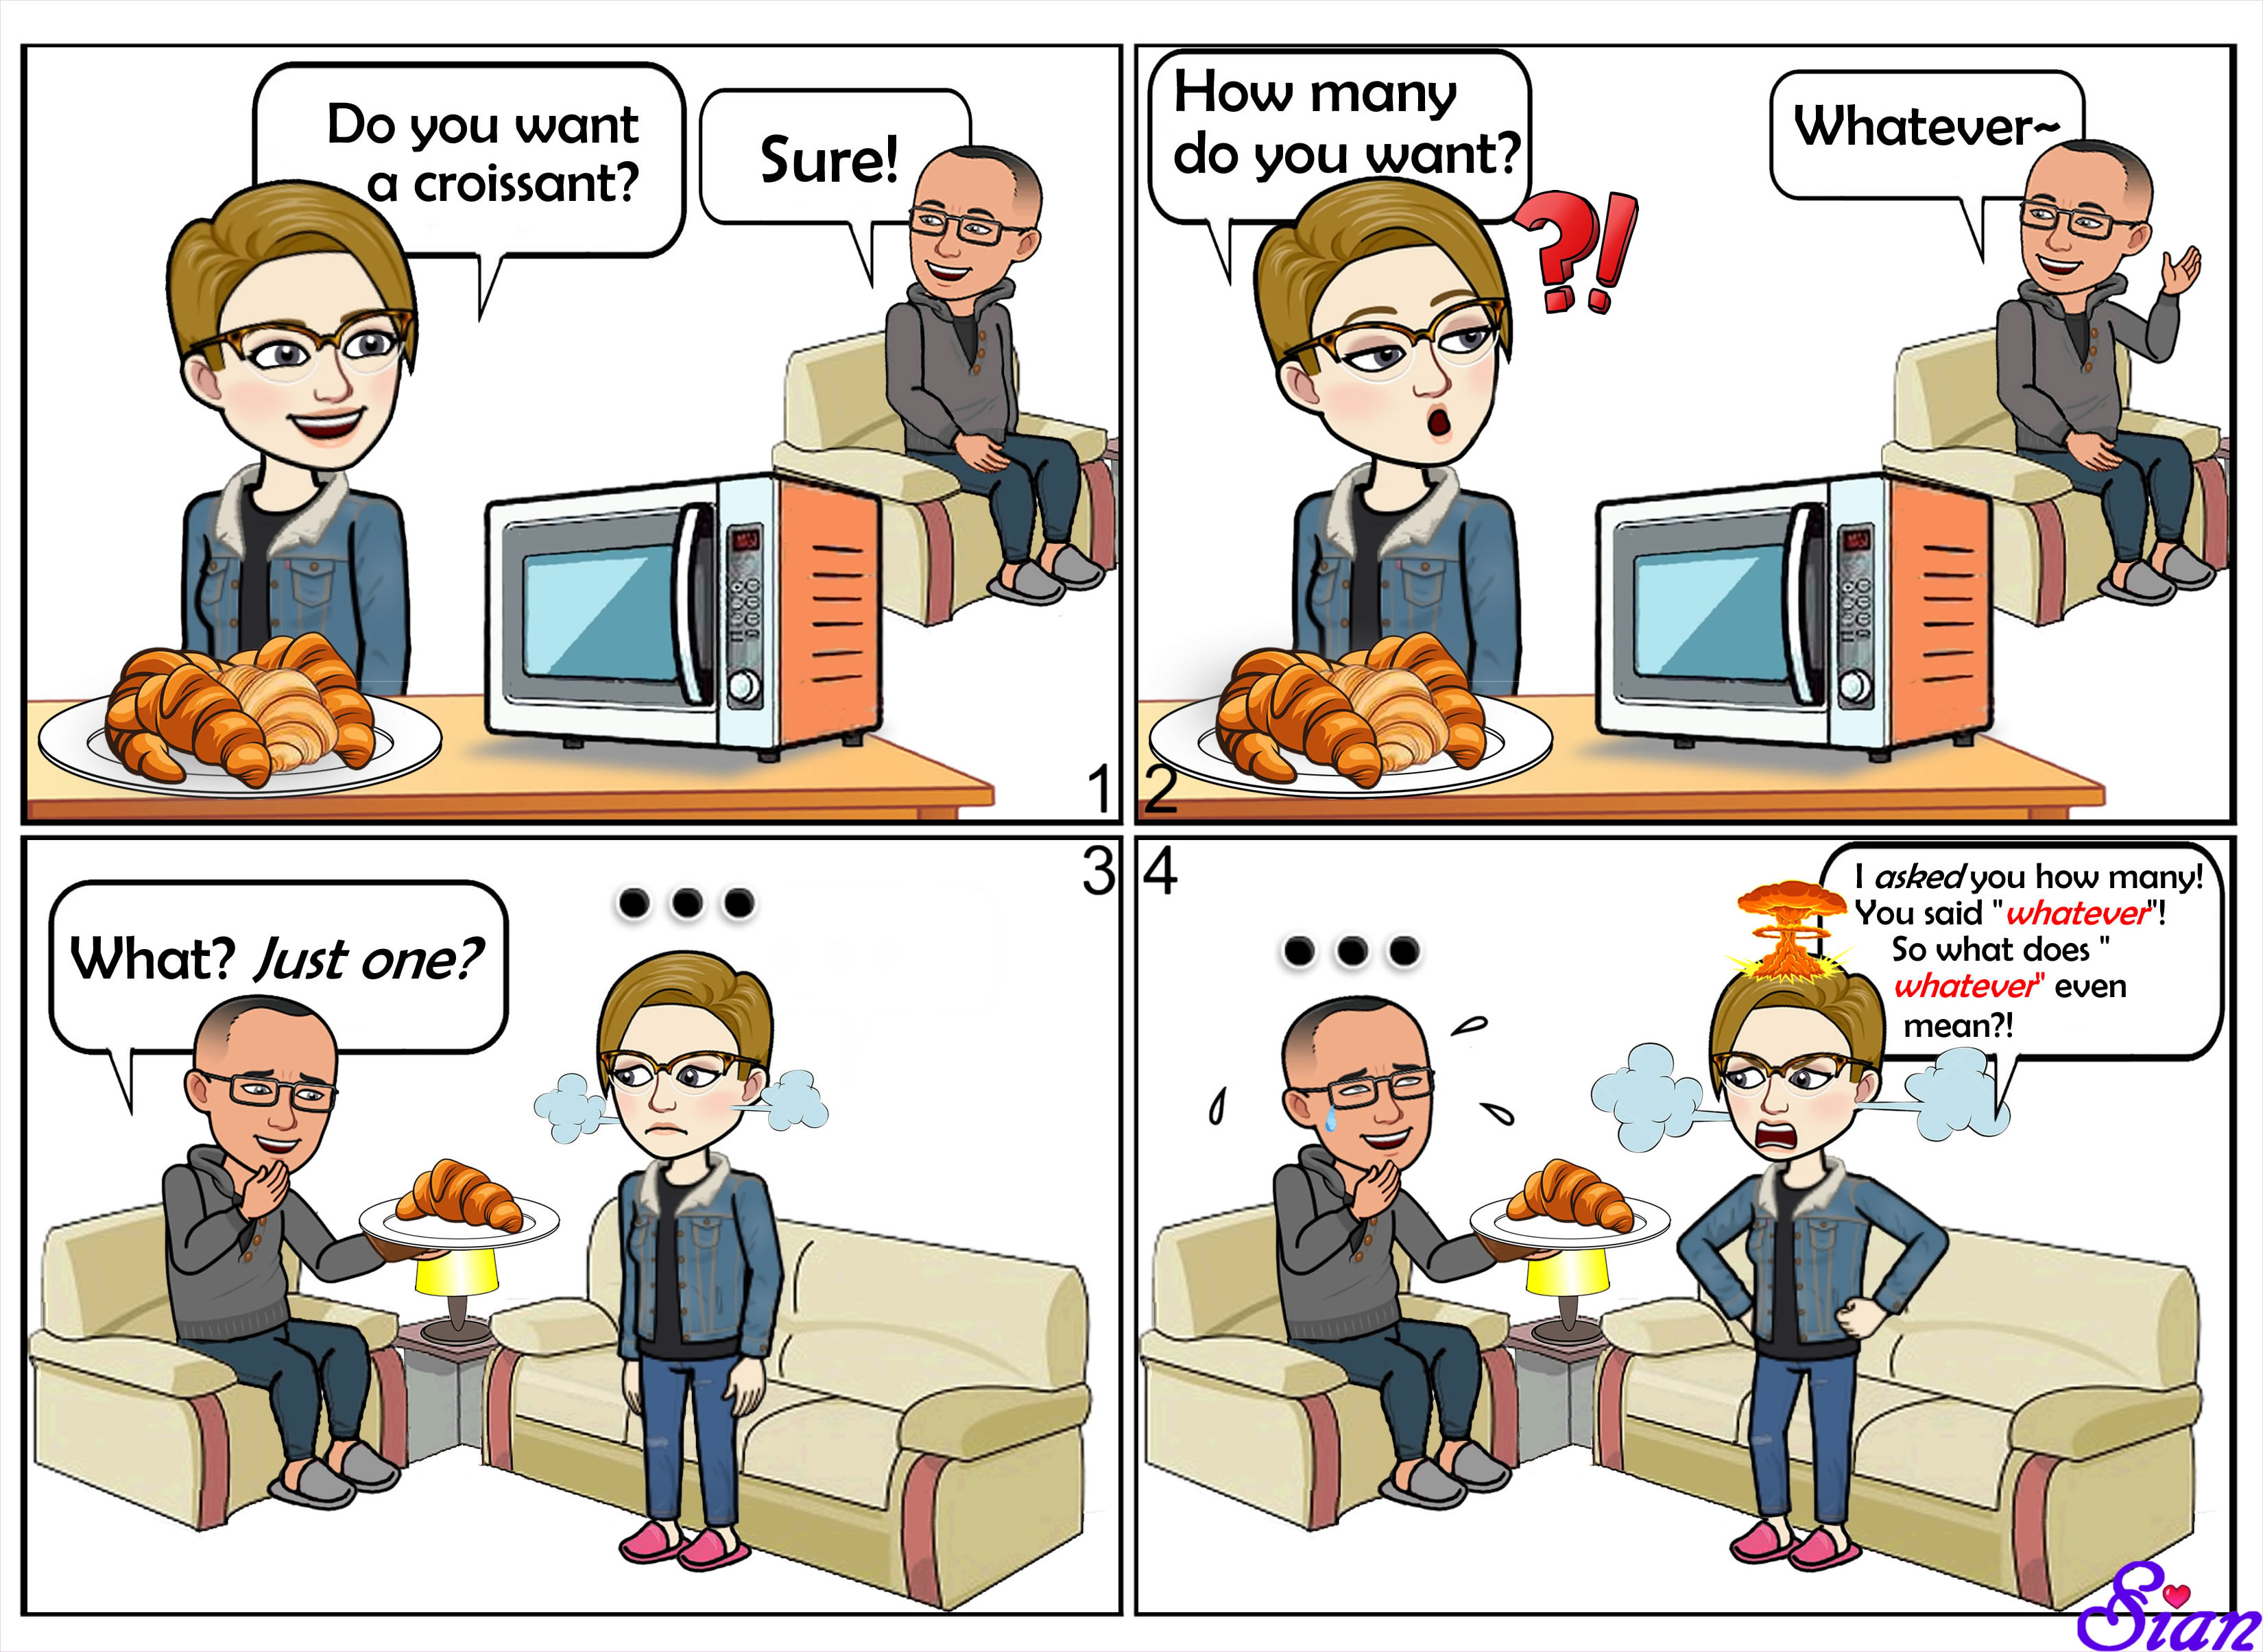 Do you want
a croissant?
Sure!
1
How many
do you want?
?!
Whatever~
2
3
What? Just one?
4
I asked you how many!
You said "whatever"!
So what does "
whatever" even
mean?!
Sian